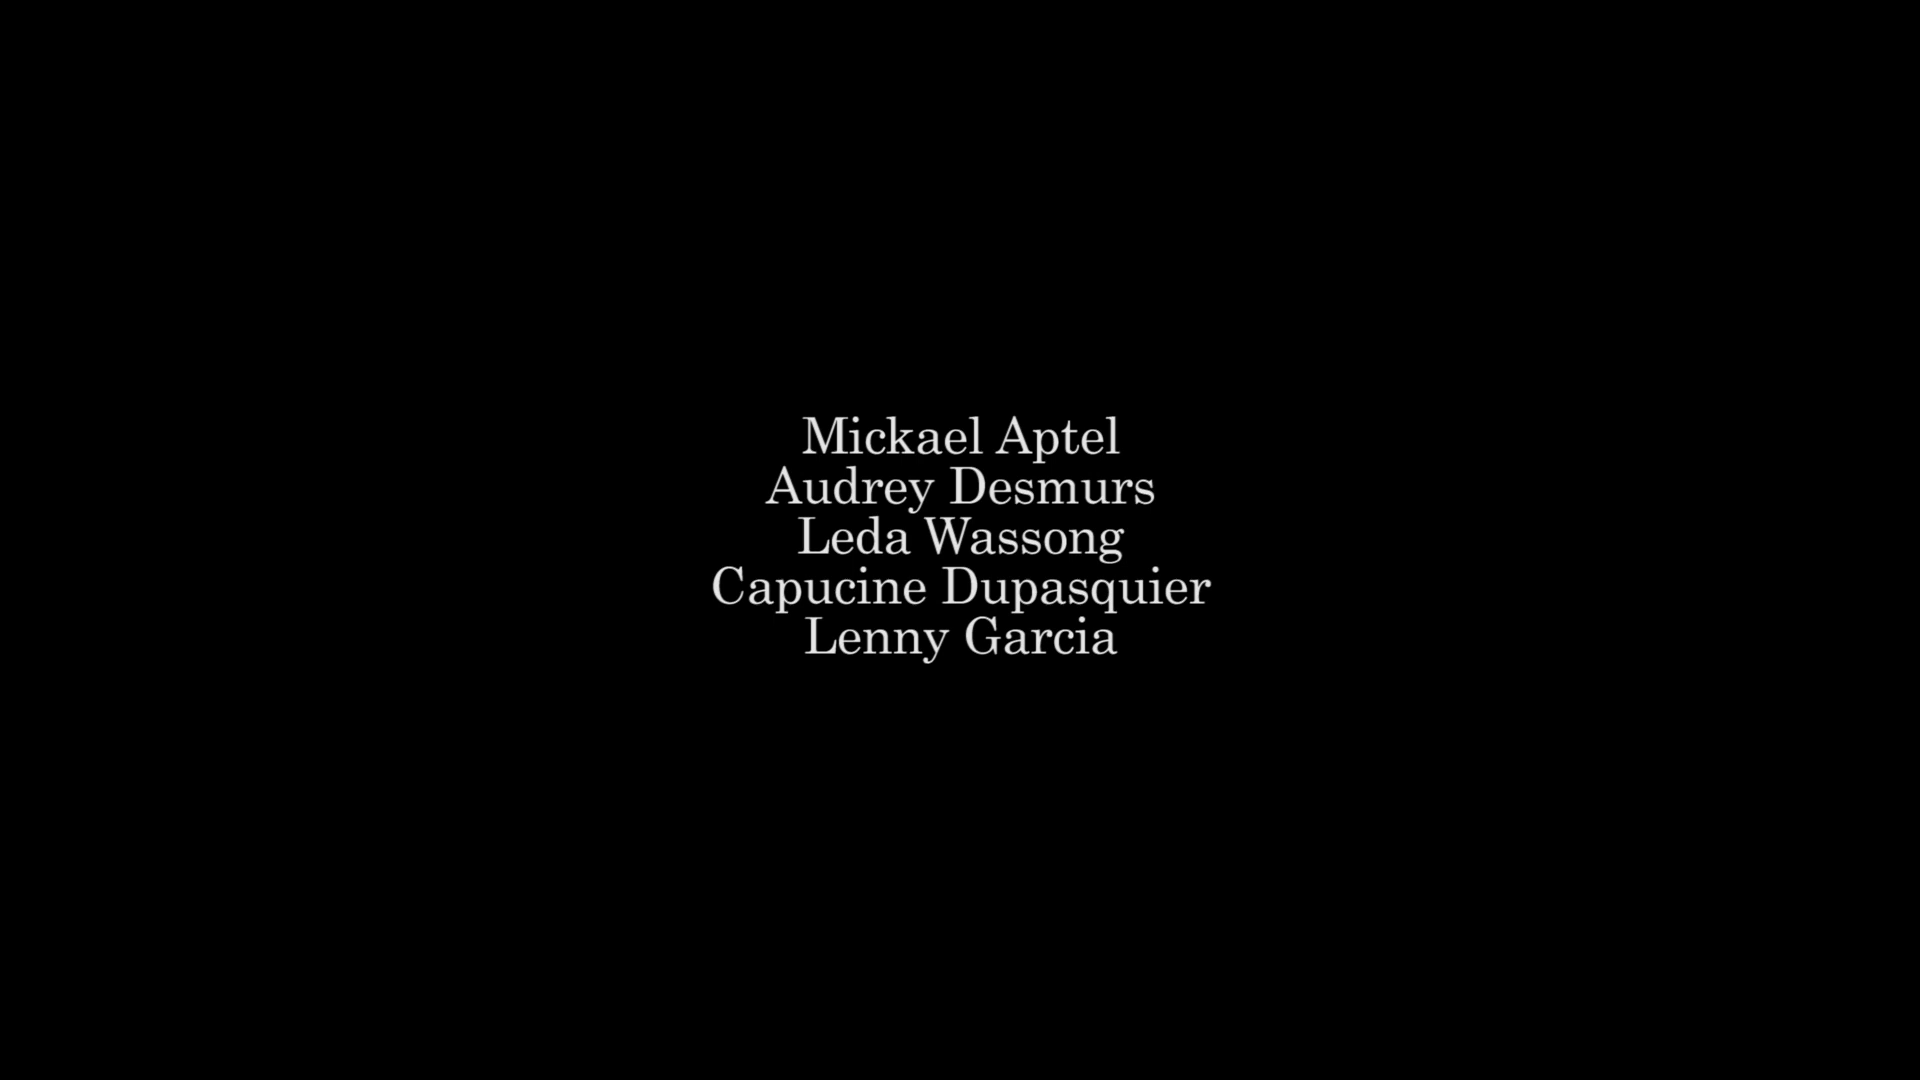 Mickael Aptel
Audrey Desmurs
Leda Wassong
Capucine Dupasquier
Lenny Garcia